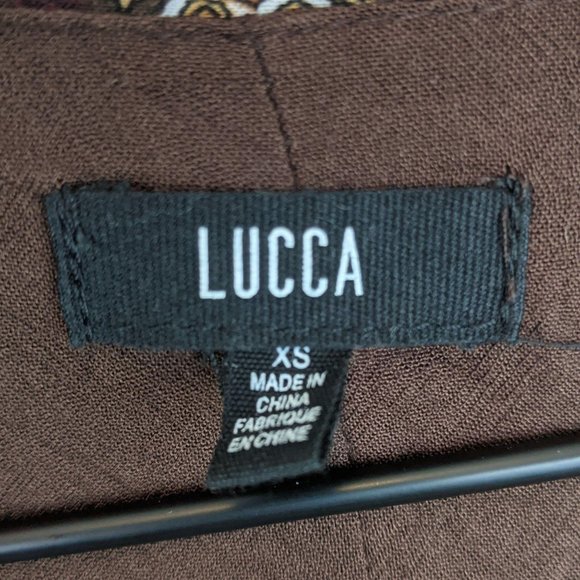 LUCCA
XS
MADE IN
CHINA
FABRIQUE
EN CHINE